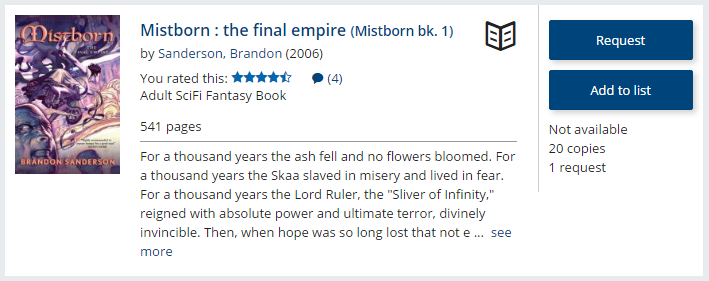 Mistborn
THE
FINAL EMPIRE
BRANDON SANDERSON
Mistborn : the final empire (Mistborn bk. 1)
by Sanderson, Brandon (2006)
You rated this: (4)
Adult SciFi Fantasy Book
541 pages
For a thousand years the ash fell and no flowers bloomed. For
a thousand years the Skaa slaved in misery and lived in fear.
For a thousand years the Lord Ruler, the "Sliver of Infinity,"
reigned with absolute power and ultimate terror, divinely
invincible. Then, when hope was so long lost that not e ... see
more
Request
Add to list
Not available
20 copies
1 request